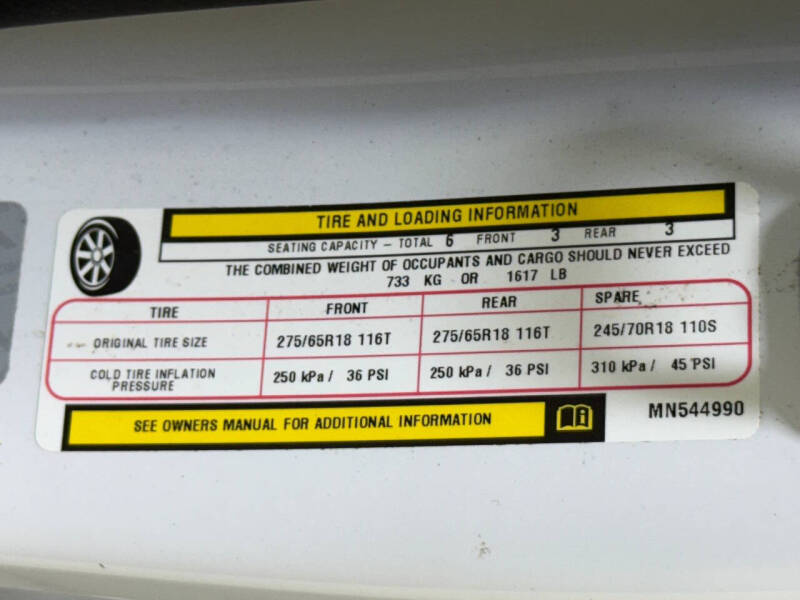 TIRE AND LOADING INFORMATION
SEATING CAPACITY – TOTAL 6 FRONT 3 REAR 3
THE COMBINED WEIGHT OF OCCUPANTS AND CARGO SHOULD NEVER EXCEED
733 KG OR 1617 LB
TIRE FRONT REAR SPARE
ORIGINAL TIRE SIZE 275/65R18 116T 275/65R18 116T 245/70R18 110S
COLD TIRE INFLATION PRESSURE 250 kPa / 36 PSI 250 kPa / 36 PSI 310 kPa / 45 PSI
SEE OWNERS MANUAL FOR ADDITIONAL INFORMATION
MN544990